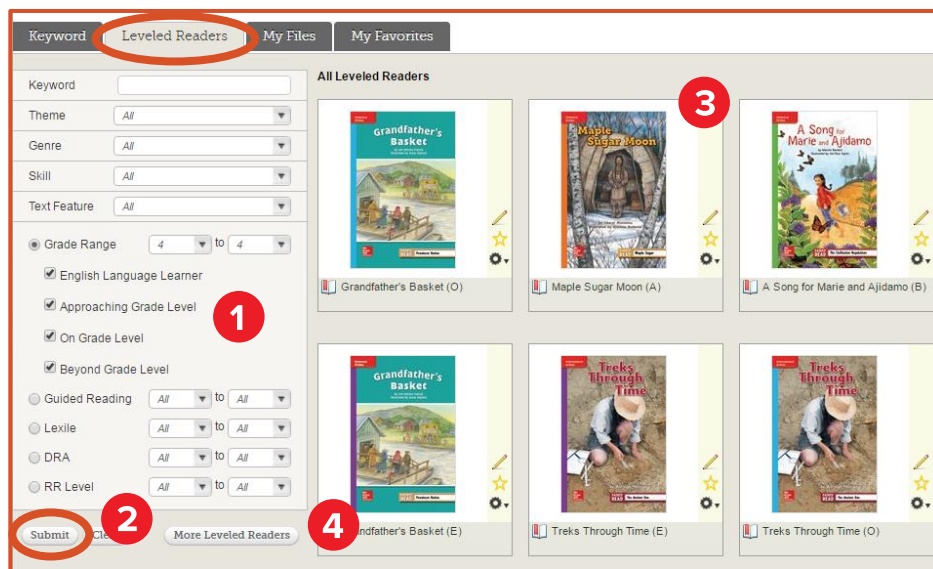 Keyword
Leveled Readers
My Files
My Favorites
Keyword
Theme All
Genre All
Skill All
Text Feature All
Grade Range 4 to 4
English Language Learner
Approaching Grade Level
On Grade Level
Beyond Grade Level
1
Guided Reading All to All
Lexile All to All
DRA All to All
RR Level All to All
2
Submit
More Leveled Readers
4
All Leveled Readers
3
Grandfather's
Basket
Grandfather's Basket (O)
Maple
Sugar Moon
Maple Sugar
Maple Sugar Moon (A)
A Song for
Marie and Ajidamo
A Song for Marie and Ajidamo (B)
Grandfather's
Basket
Basket (E)
Treks
Through
Time
Treks Through Time (E)
Treks
Through
Time
Treks Through Time (O)